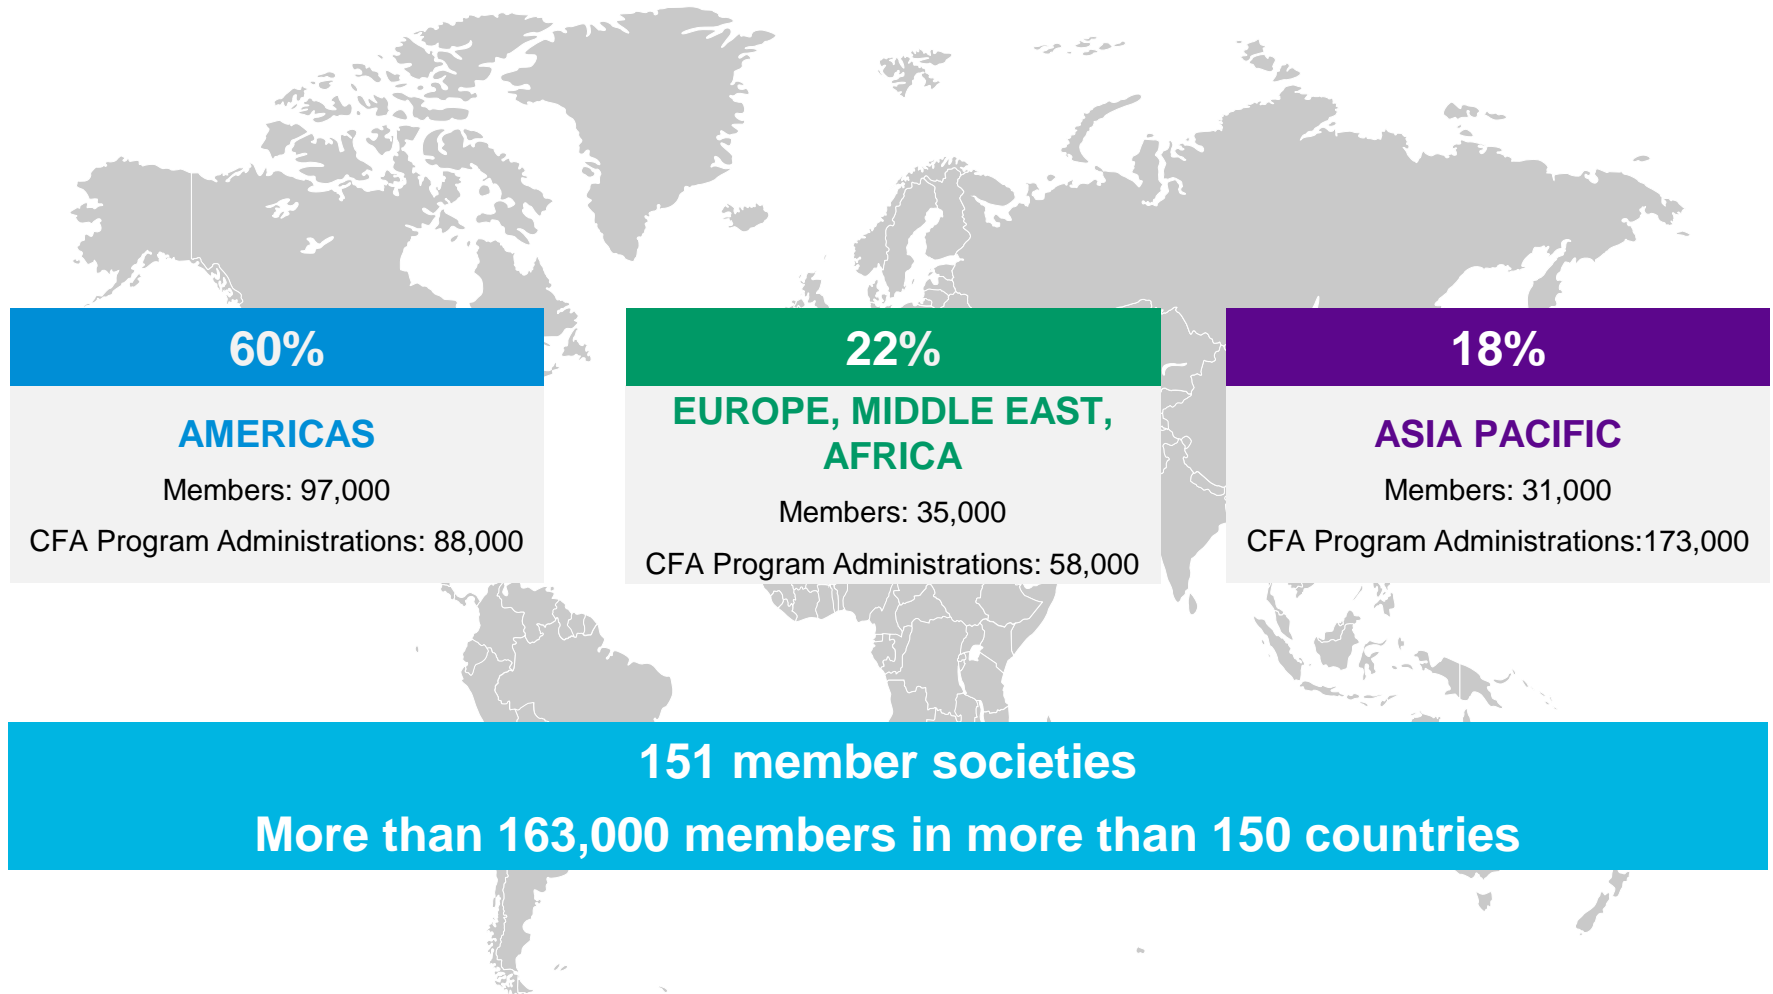 60%
AMERICAS
Members: 97,000
CFA Program Administrations: 88,000
22%
EUROPE, MIDDLE EAST,
AFRICA
Members: 35,000
CFA Program Administrations: 58,000
18%
ASIA PACIFIC
Members: 31,000
CFA Program Administrations:173,000
151 member societies
More than 163,000 members in more than 150 countries